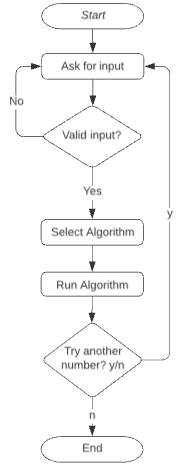 Start
Ask for input
No
Valid input?
Yes
Select Algorithm
y
Run Algorithm
Try another
number? y/n
n
End